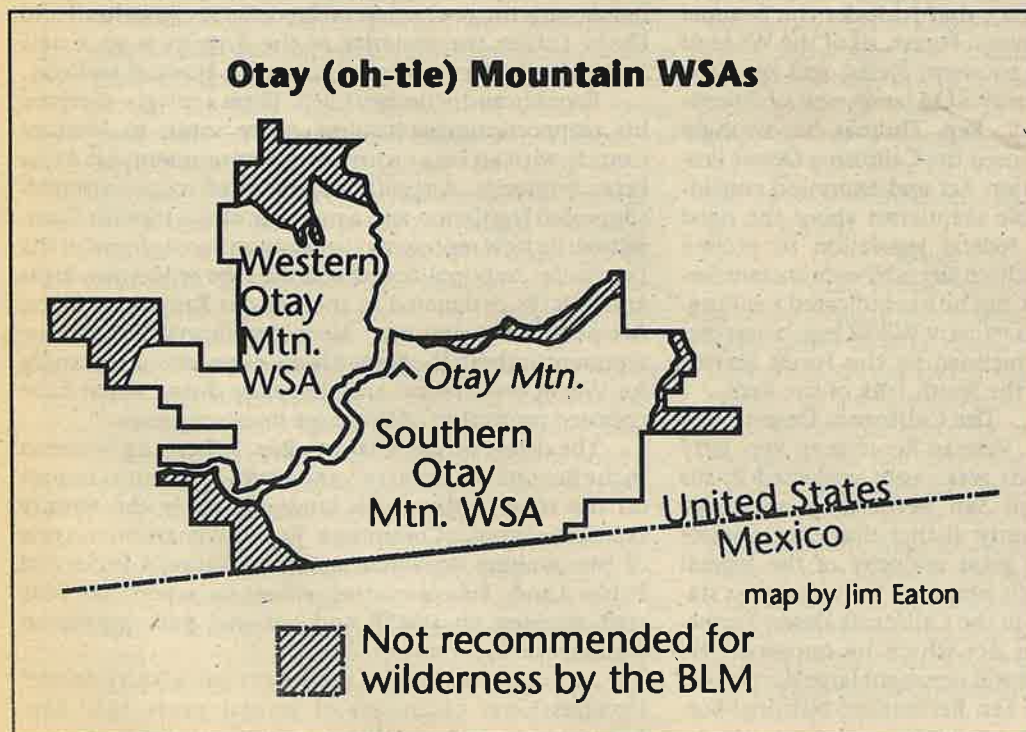 Otay (oh-tie) Mountain WSAs
Western
Otay
Mtn.
WSA
Otay Mtn.
Southern
Otay
Mtn. WSA
United States
Mexico
map by Jim Eaton
Not recommended for
wilderness by the BLM